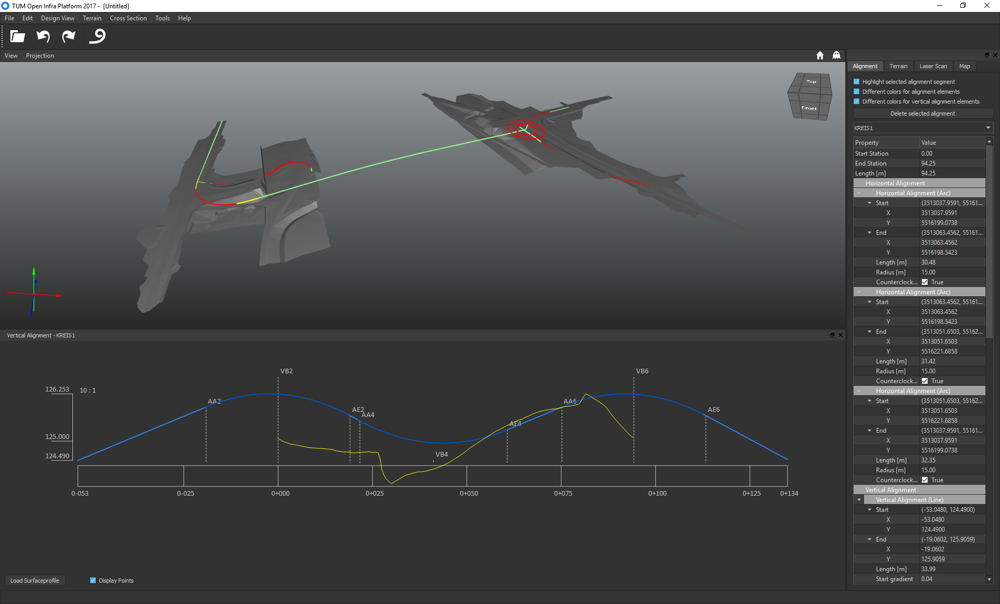 TUM Open Infra Platform 2017 - [Untitled]
File Edit Design View Terrain Cross Section Tools Help
View Projection
Top
Front
Alignment Terrain Laser Scan Map
Highlight selected alignment segment
Different colors for alignment elements
Different colors for vertical alignment elements
Delete selected alignment
KREIS1
Property Value
Start Station 0.00
End Station 94.25
Length [m] 94.25
Horizontal Alignment
Horizontal Alignment (Arc)
Start (3513037.9591, 55161...
X 3513037.9591
Y 5516199.0738
End (3513063.4562, 55161...
X 3513063.4562
Y 5516198.5423
Length [m] 30.48
Radius [m] 15.00
Counterclock... True
Horizontal Alignment (Arc)
Start (3513063.4562, 55161...
X 3513063.4562
Y 5516198.5423
End (3513051.6503, 55162...
X 3513051.6503
Y 5516221.6858
Length [m] 31.42
Radius [m] 15.00
Counterclock... True
Horizontal Alignment (Arc)
Start (3513051.6503, 55162...
X 3513051.6503
Y 5516221.6858
End (3513037.9591, 55161...
X 3513037.9591
Y 5516199.0738
Length [m] 32.35
Radius [m] 15.00
Counterclock... True
Vertical Alignment
Vertical Alignment (Line)
Start (-53.0480, 124.4900)
X -53.0480
Y 124.4900
End (-19.0602, 125.9059)
X -19.0602
Y 125.9059
Length [m] 33.99
Start gradient 0.04
Vertical Alignment - KREIS1
VB2 VB6
126.253 10 : 1
AA2 AA6
AE2 AE6
AA4
AE4
125.000
124.490
VB4
0-053 0-025 0+000 0+025 0+050 0+075 0+100 0+125 0+134
Load Surfaceprofile Display Points